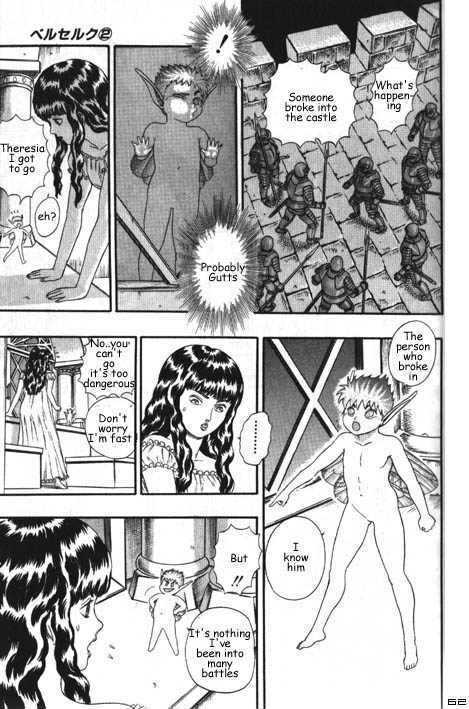 ベルセルク②
What's
happen-
ing
Someone
broke into
the castle
!
Probably
Gutts
Theresia
I got
to go
eh?
The
person
who
broke
in
I
know
him
.........
No..you
can't
go
it's too
dangerous
Don't
worry
I'm fast
But
!!
It's nothing
I've
been into
many
battles
62